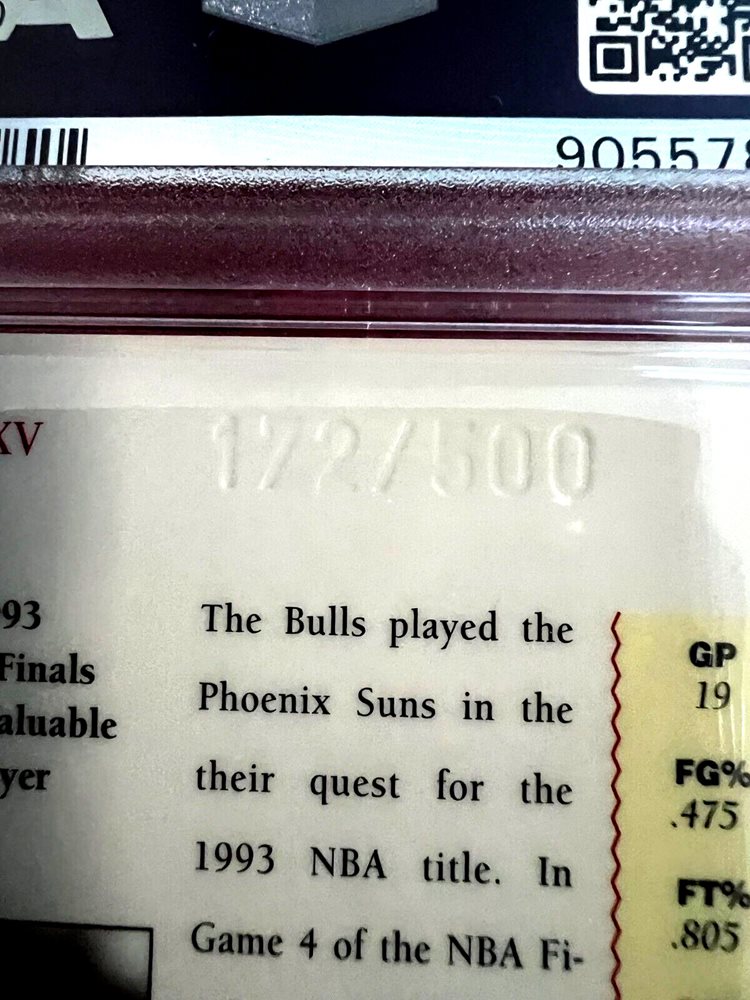 905578
XV
172/500
93
Finals
aluable
yer
The Bulls played the
Phoenix Suns in the
their quest for the
1993 NBA title. In
Game 4 of the NBA Fi-
GP
19
FG%
.475
FT%
.805